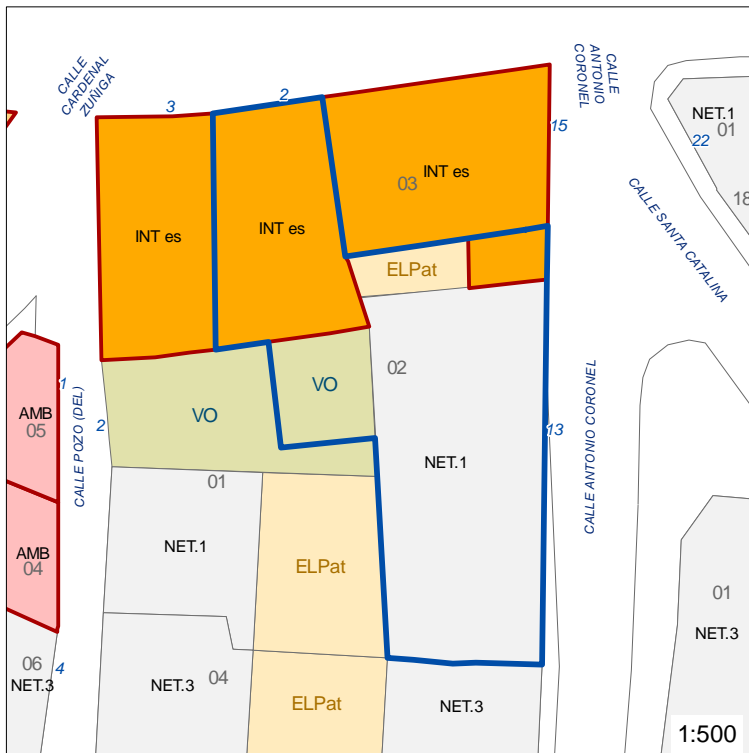 CALLE
CARDENAL
ZUÑIGA
3
2
CALLE
ANTONIO
CORONEL
15
NET.1
01
22
18
03
INT es
INT es
INT es
CALLE SANTA CATALINA
ELPat
02
VO
VO
1
AMB
05
2
CALLE POZO (DEL)
13
CALLE ANTONIO CORONEL
NET.1
01
NET.1
ELPat
AMB
04
01
NET.3
06
NET.3
4
NET.3
04
ELPat
NET.3
1:500